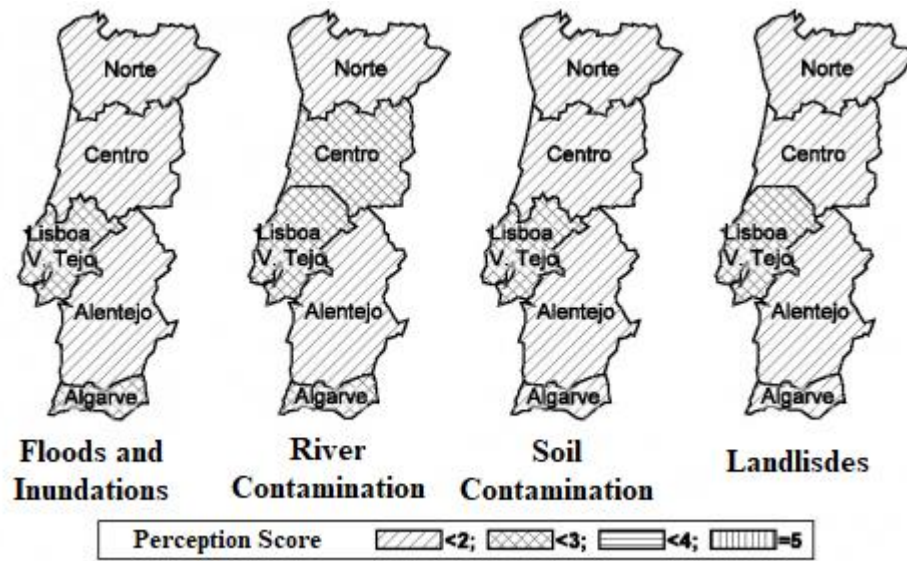 Norte
Centro
Lisboa
V. Tejo
Alentejo
Algarve
Floods and
Inundations
Norte
Centro
Lisboa
V. Tejo
Alentejo
Algarve
River
Contamination
Norte
Centro
Lisboa
V. Tejo
Alentejo
Algarve
Soil
Contamination
Norte
Centro
Lisboa
V. Tejo
Alentejo
Algarve
Landlisdes
Perception Score <2; <3; <4; =5